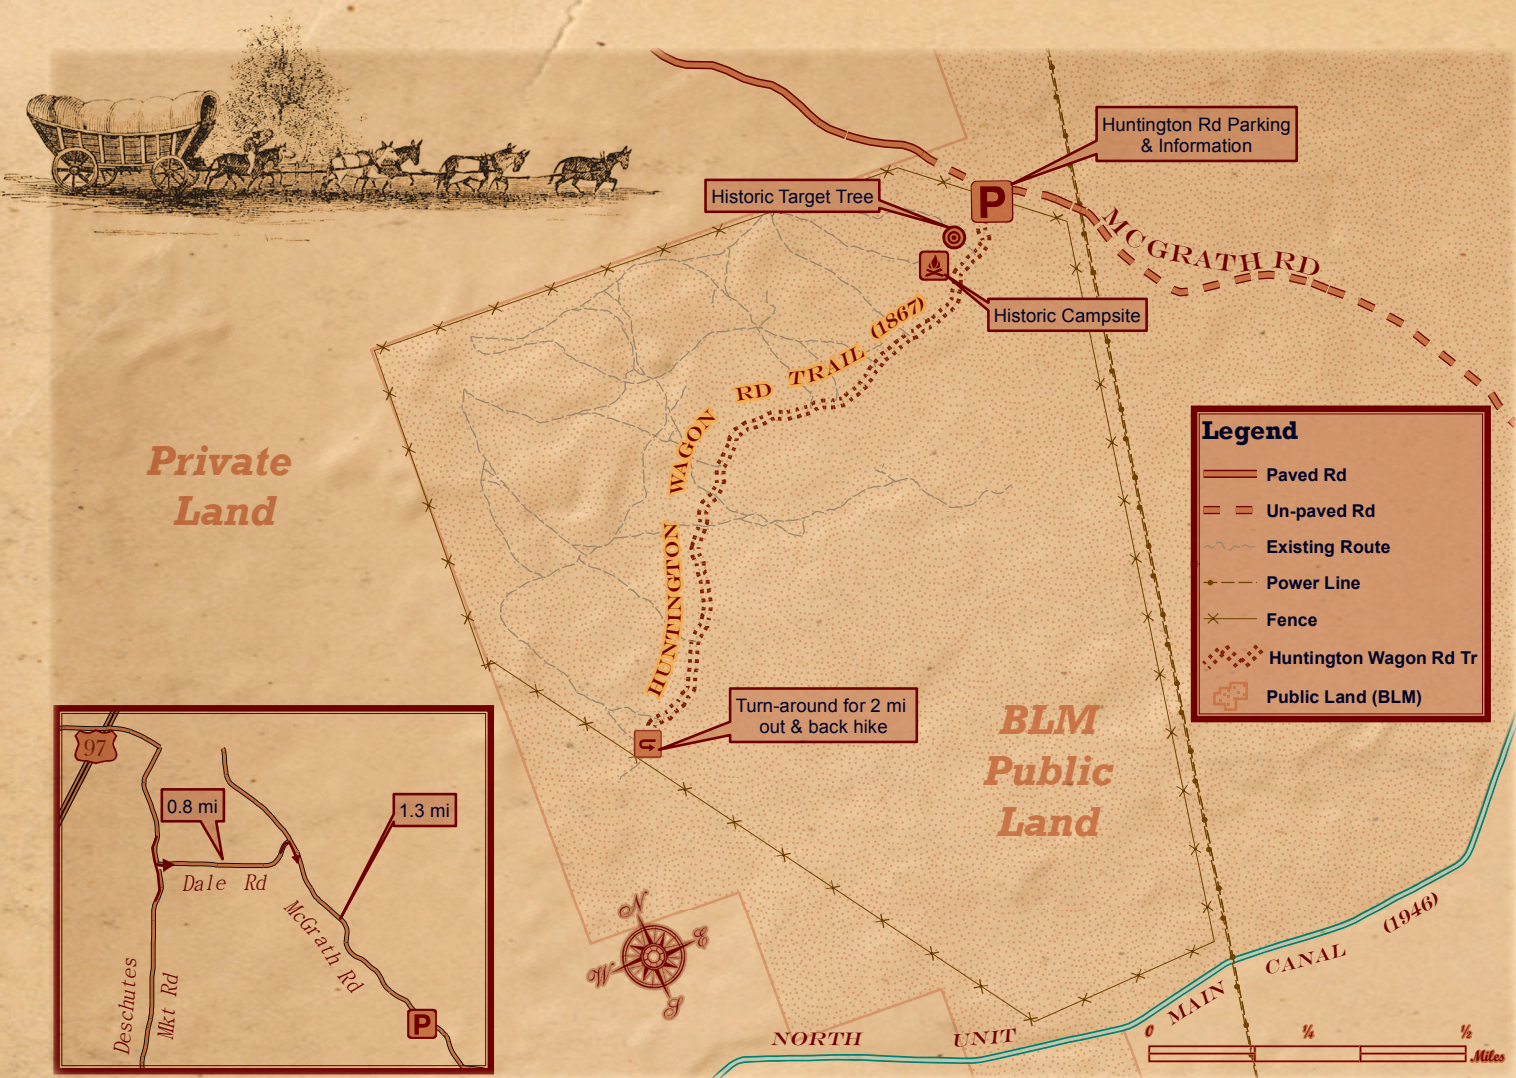 Huntington Rd Parking
& Information
Historic Target Tree
MCGRATH RD
Historic Campsite
HUNTINGTON WAGON RD TRAIL (1867)
Private
Land
Legend
Paved Rd
Un-paved Rd
Existing Route
Power Line
Fence
Huntington Wagon Rd Tr
Public Land (BLM)
P
Turn-around for 2 mi
out & back hike
BLM
Public
Land
97
0.8 mi
1.3 mi
Dale Rd
McGrath Rd
Deschutes
Mkt Rd
P
N
E
W
S
NORTH UNIT MAIN CANAL (1946)
0 ¼ ½
Miles